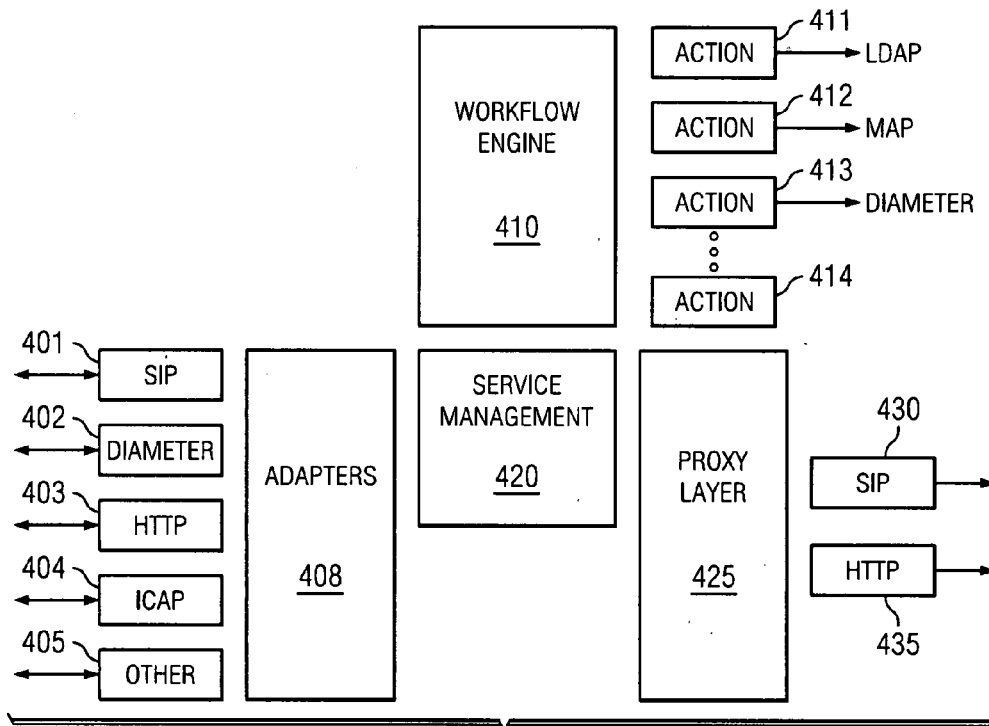 411
ACTION
LDAP
412
ACTION
MAP
413
ACTION
DIAMETER
414
ACTION
WORKFLOW
ENGINE
410
401
SIP
402
DIAMETER
403
HTTP
404
ICAP
405
OTHER
ADAPTERS
408
SERVICE
MANAGEMENT
420
PROXY
LAYER
425
430
SIP
HTTP
435